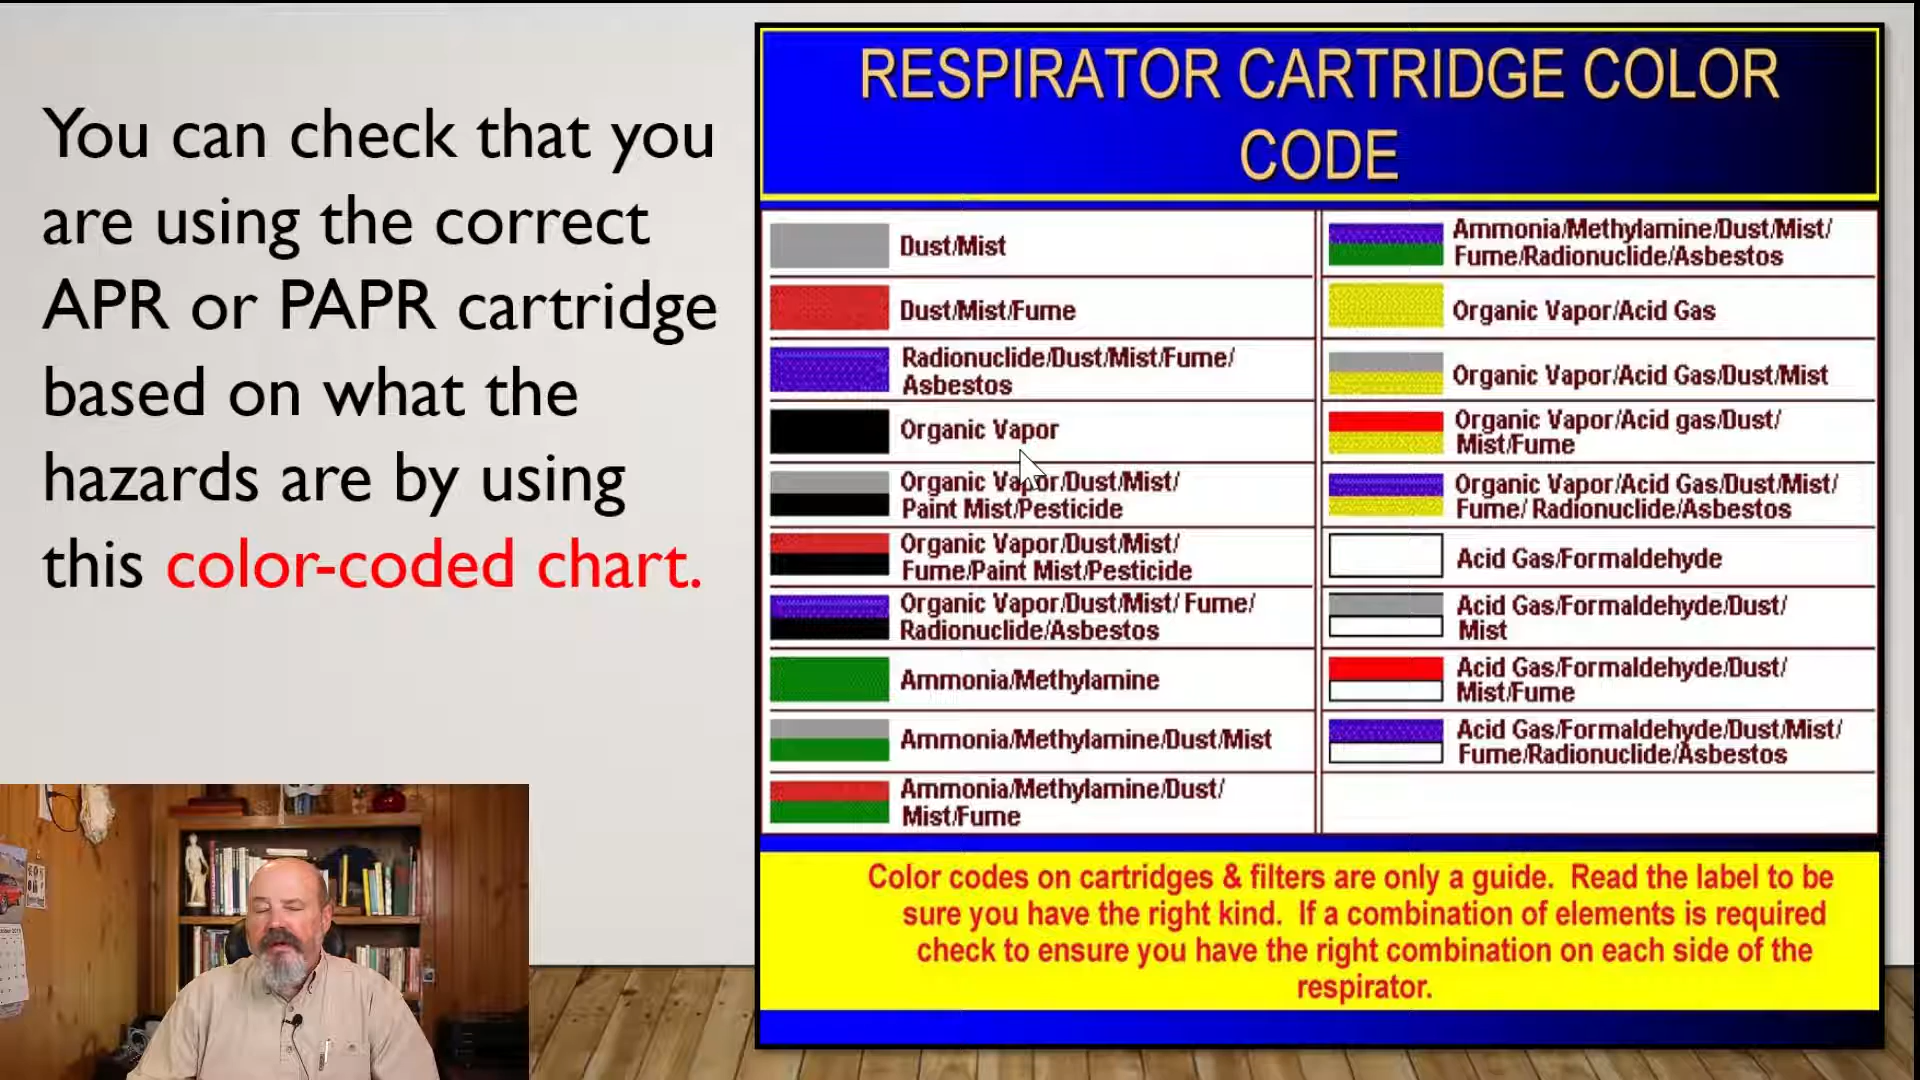 You can check that you
are using the correct
APR or PAPR cartridge
based on what the
hazards are by using
this color-coded chart.
RESPIRATOR CARTRIDGE COLOR
CODE
Dust/Mist
Dust/Mist/Fume
Radionuclide/Dust/Mist/Fume/
Asbestos
Organic Vapor
Organic Vapor/Dust/Mist/
Paint Mist/Pesticide
Organic Vapor/Dust/Mist/
Fume/Paint Mist/Pesticide
Organic Vapor/Dust/Mist/ Fume/
Radionuclide/Asbestos
Ammonia/Methylamine
Ammonia/Methylamine/Dust/Mist
Ammonia/Methylamine/Dust/
Mist/Fume
Ammonia/Methylamine/Dust/Mist/
Fume/Radionuclide/Asbestos
Organic Vapor/Acid Gas
Organic Vapor/Acid Gas/Dust/Mist
Organic Vapor/Acid gas/Dust/
Mist/Fume
Organic Vapor/Acid Gas/Dust/Mist/
Fume/ Radionuclide/Asbestos
Acid Gas/Formaldehyde
Acid Gas/Formaldehyde/Dust/
Mist
Acid Gas/Formaldehyde/Dust/
Mist/Fume
Acid Gas/Formaldehyde/Dust/Mist/
Fume/Radionuclide/Asbestos
Color codes on cartridges & filters are only a guide. Read the label to be
sure you have the right kind. If a combination of elements is required
check to ensure you have the right combination on each side of the
respirator.